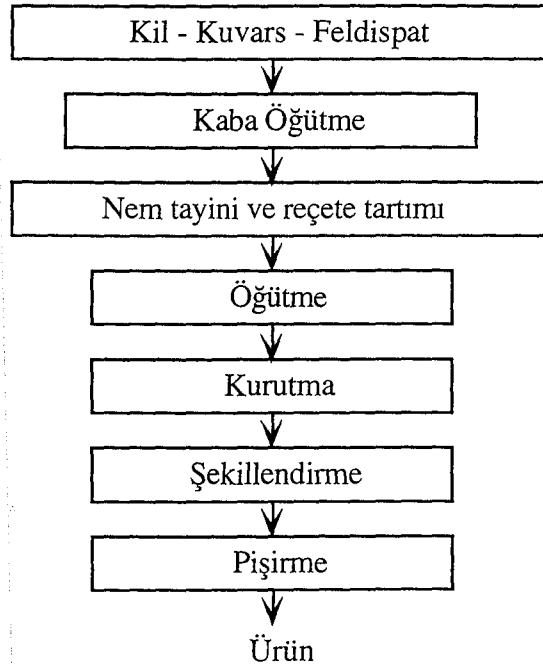 Kil - Kuvars - Feldispat
Kaba Öğütme
Nem tayini ve reçete tartımı
Öğütme
Kurutma
Şekillendirme
Pişirme
Ürün